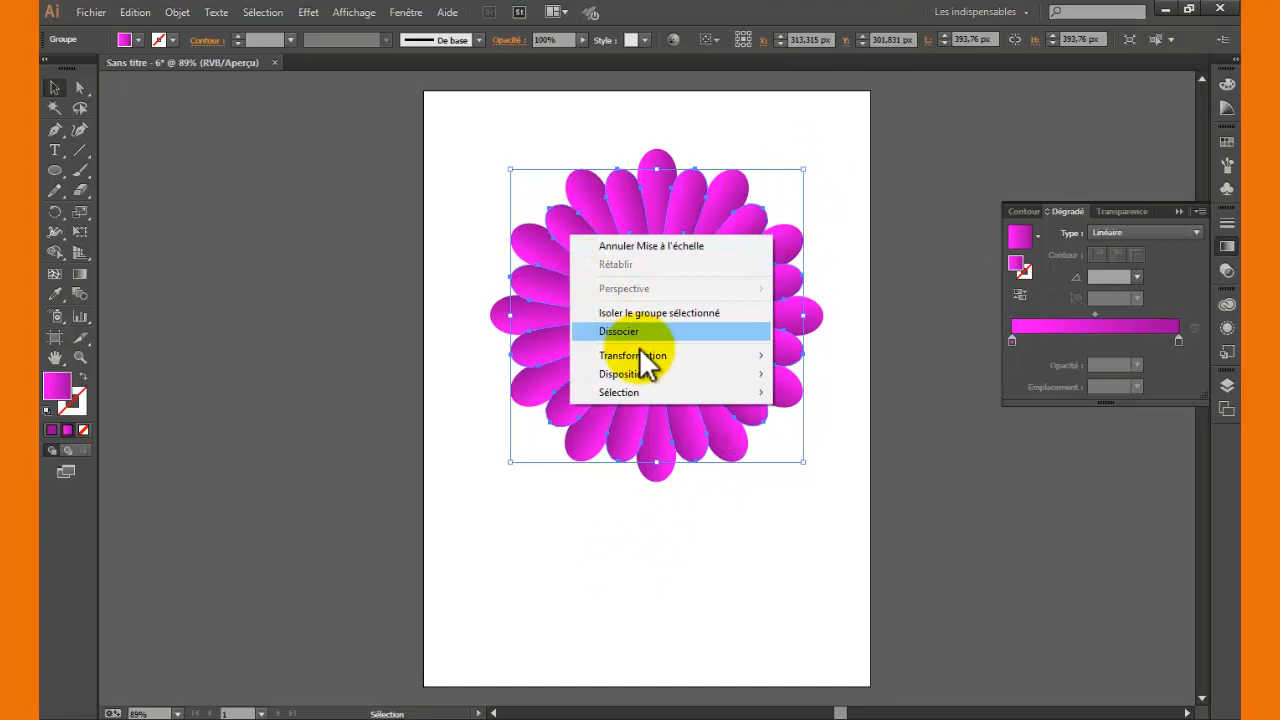 Ai Fichier Edition Objet Texte Sélection Effet Affichage Fenêtre Aide Br St Les indispensables
Groupe Contour : De base Opacité : 100% Style : X: 313,315 px Y: 301,831 px L: 393,76 px H: 393,76 px
Sans titre - 6* @ 89% (RVB/Aperçu) ×
Contour Dégradé Transparence
Type : Linéaire
Contour :
Opacité :
Emplacement :
Annuler Mise à l'échelle
Rétablir
Perspective
Isoler le groupe sélectionné
Dissocier
Transformation
Disposition
Sélection
89% 1 Sélection